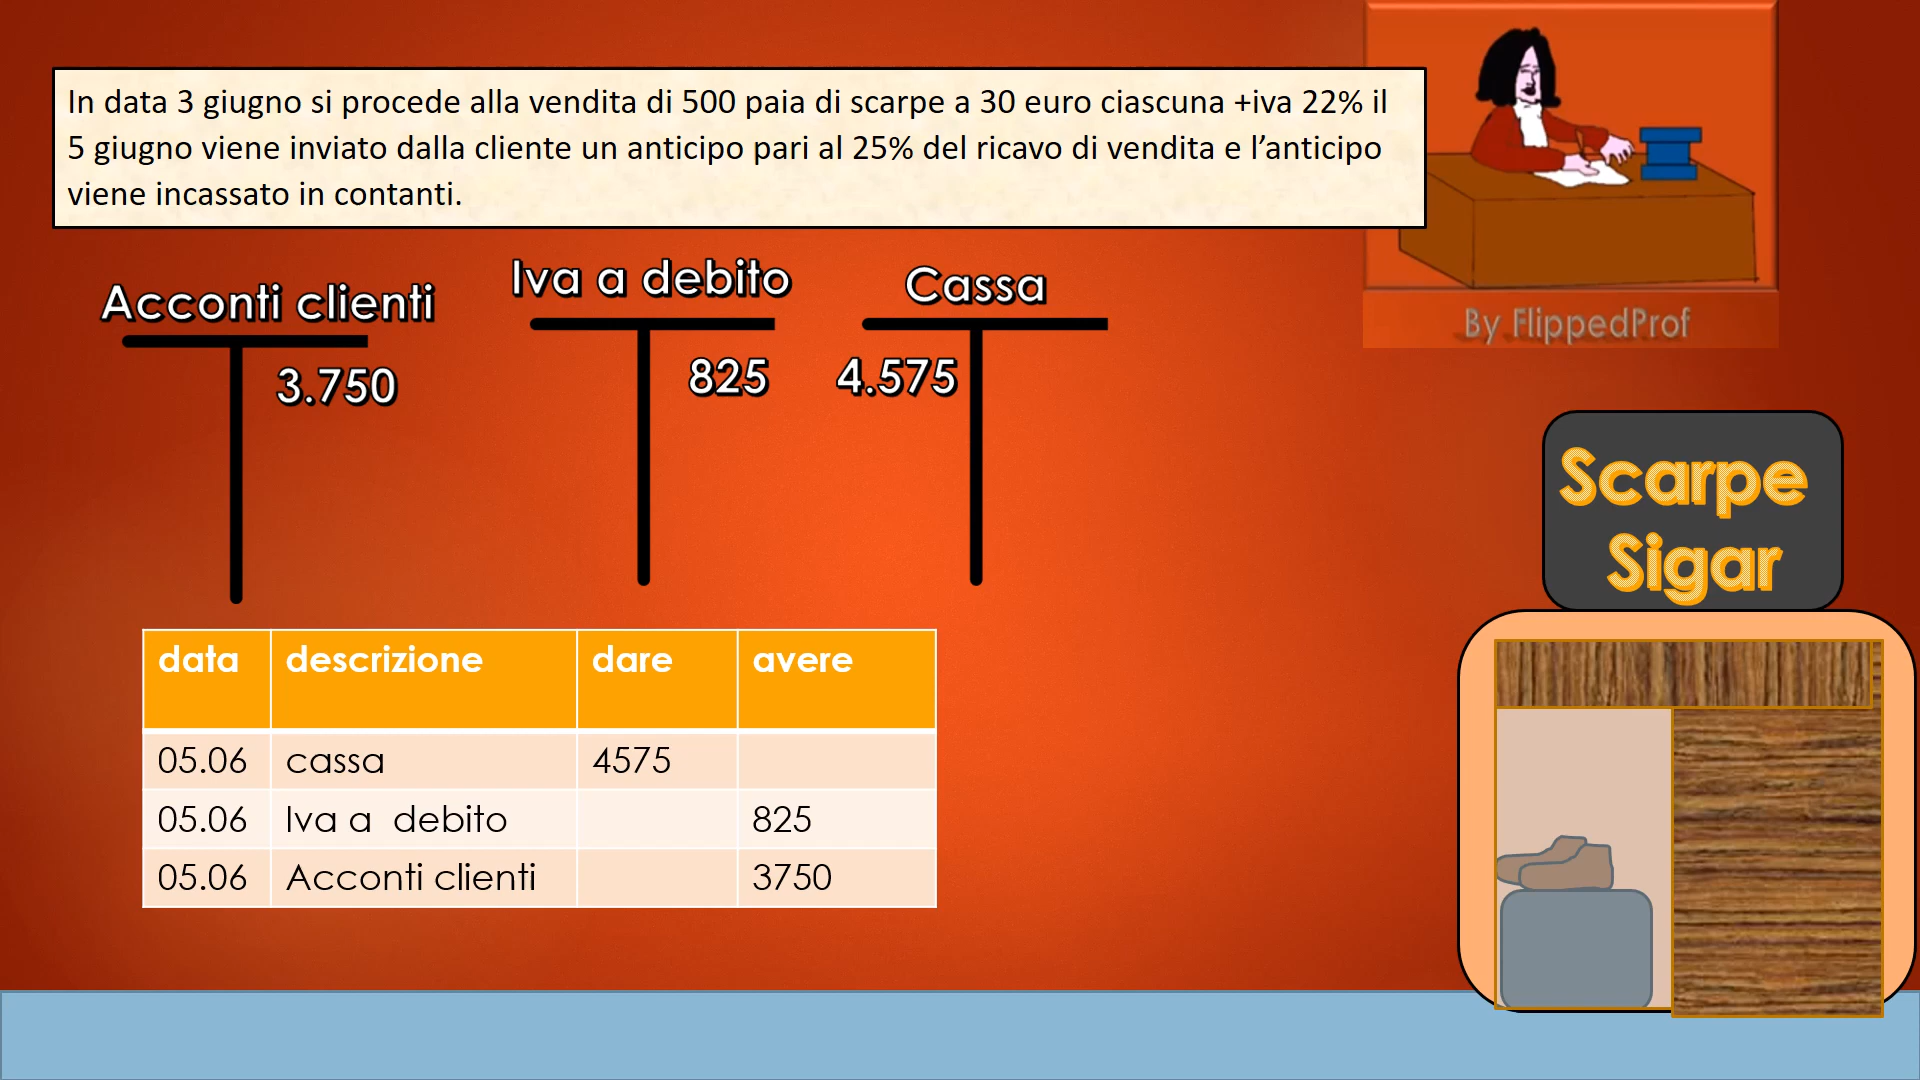 In data 3 giugno si procede alla vendita di 500 paia di scarpe a 30 euro ciascuna +iva 22% il
5 giugno viene inviato dalla cliente un anticipo pari al 25% del ricavo di vendita e l’anticipo
viene incassato in contanti.
Acconti clienti
3.750
Iva a debito
825
Cassa
4.575
By FlippedProf
Scarpe
Sigar
data descrizione dare avere
05.06 cassa 4575
05.06 Iva a  debito 825
05.06 Acconti clienti 3750